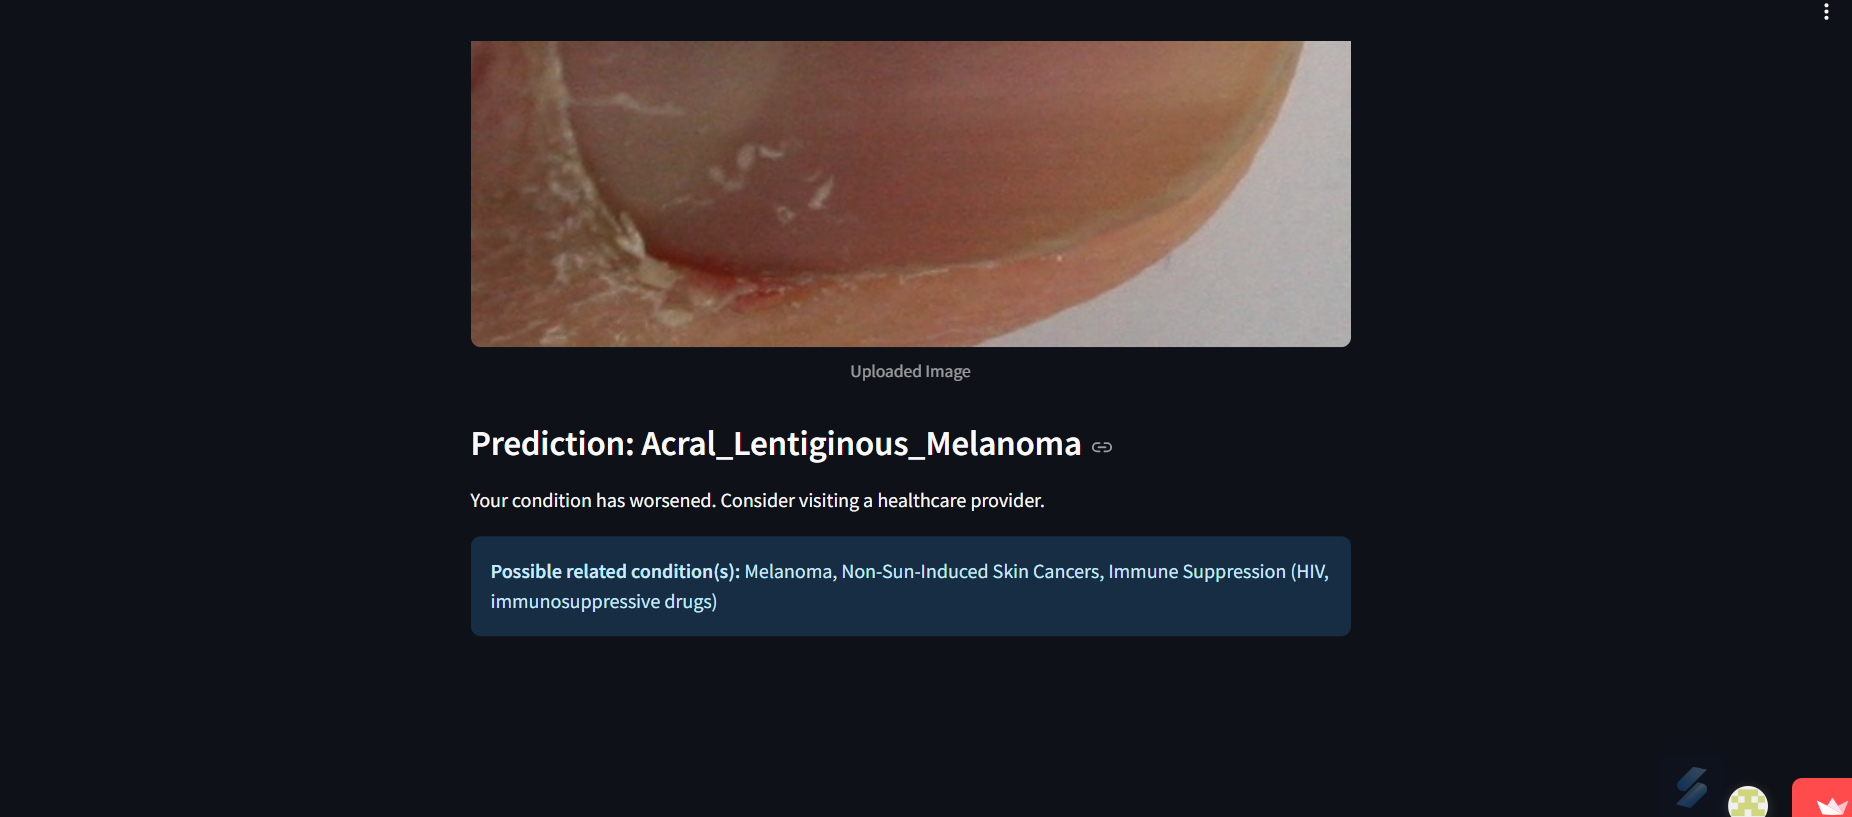 Uploaded Image
Prediction: Acral_Lentiginous_Melanoma
Your condition has worsened. Consider visiting a healthcare provider.
Possible related condition(s): Melanoma, Non-Sun-Induced Skin Cancers, Immune Suppression (HIV,
immunosuppressive drugs)